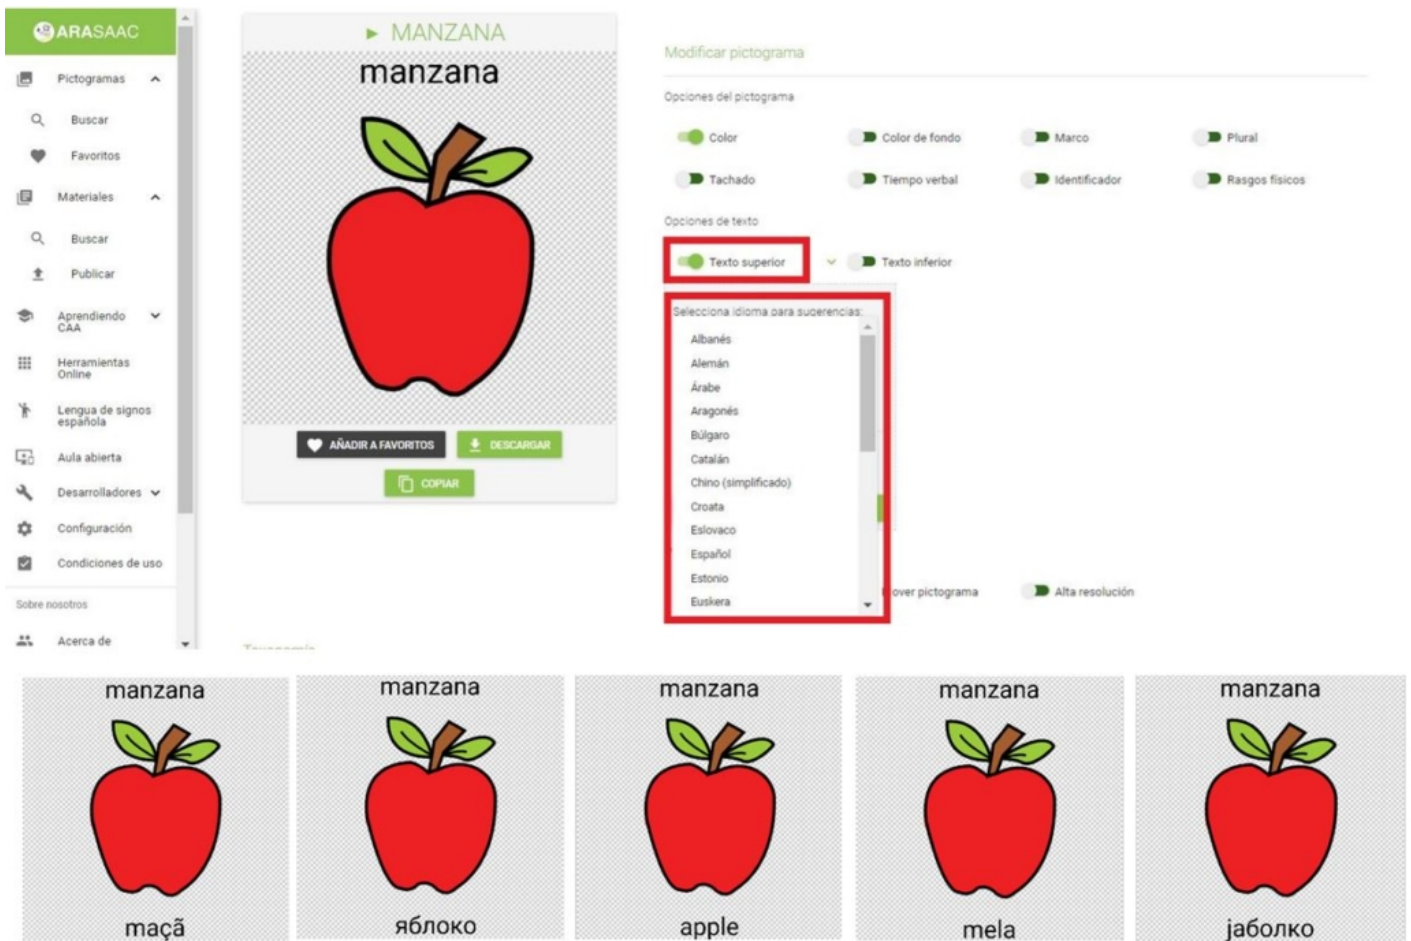 ARASAAC
Pictogramas
Buscar
Favoritos
Materiales
Buscar
Publicar
Aprendiendo
CAA
Herramientas
Online
Lengua de signos
española
Aula abierta
Desarrolladores
Configuración
Condiciones de uso
Sobre nosotros
Acerca de
MANZANA
manzana
AÑADIR A FAVORITOS
DESCARGAR
COPIAR
Modificar pictograma
Opciones del pictograma
Color
Color de fondo
Marco
Plural
Tachado
Tiempo verbal
Identificador
Rasgos físicos
Opciones de texto
Texto superior
Texto inferior
Selecciona idioma para sugerencias:
Albanés
Alemán
Árabe
Aragonés
Búlgaro
Catalán
Chino (simplificado)
Croata
Eslovaco
Español
Estonio
Euskera
over pictograma
Alta resolución
manzana
maçã
manzana
яблоко
manzana
apple
manzana
mela
manzana
јаболко